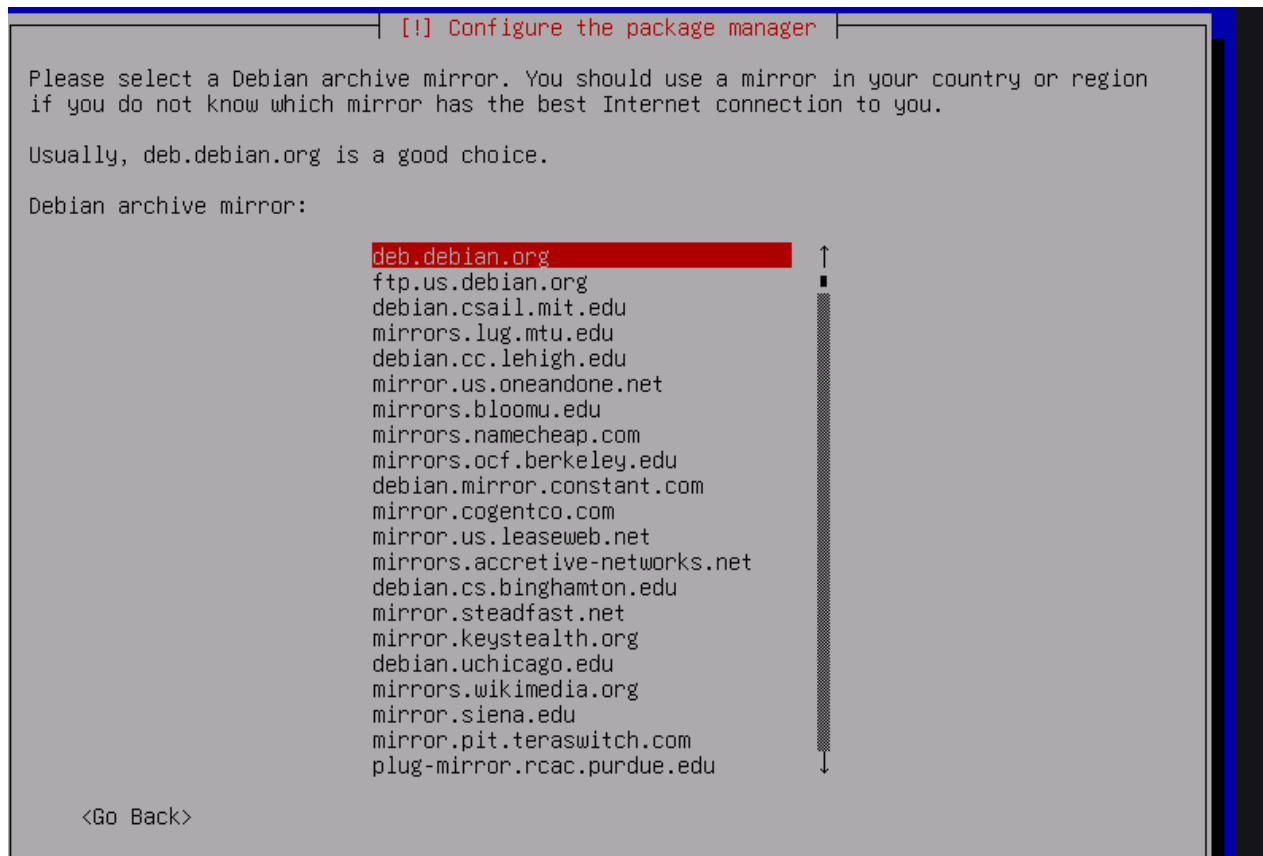 [!] Configure the package manager
Please select a Debian archive mirror. You should use a mirror in your country or region
if you do not know which mirror has the best Internet connection to you.
Usually, deb.debian.org is a good choice.
Debian archive mirror:
deb.debian.org
ftp.us.debian.org
debian.csail.mit.edu
mirrors.lug.mtu.edu
debian.cc.lehigh.edu
mirror.us.oneandone.net
mirrors.bloomu.edu
mirrors.namecheap.com
mirrors.ocf.berkeley.edu
debian.mirror.constant.com
mirror.cogentco.com
mirror.us.leaseweb.net
mirrors.accretive-networks.net
debian.cs.binghamton.edu
mirror.steadfast.net
mirror.keystealth.org
debian.uchicago.edu
mirrors.wikimedia.org
mirror.siena.edu
mirror.pit.teraswitch.com
plug-mirror.rcac.purdue.edu
<Go Back>